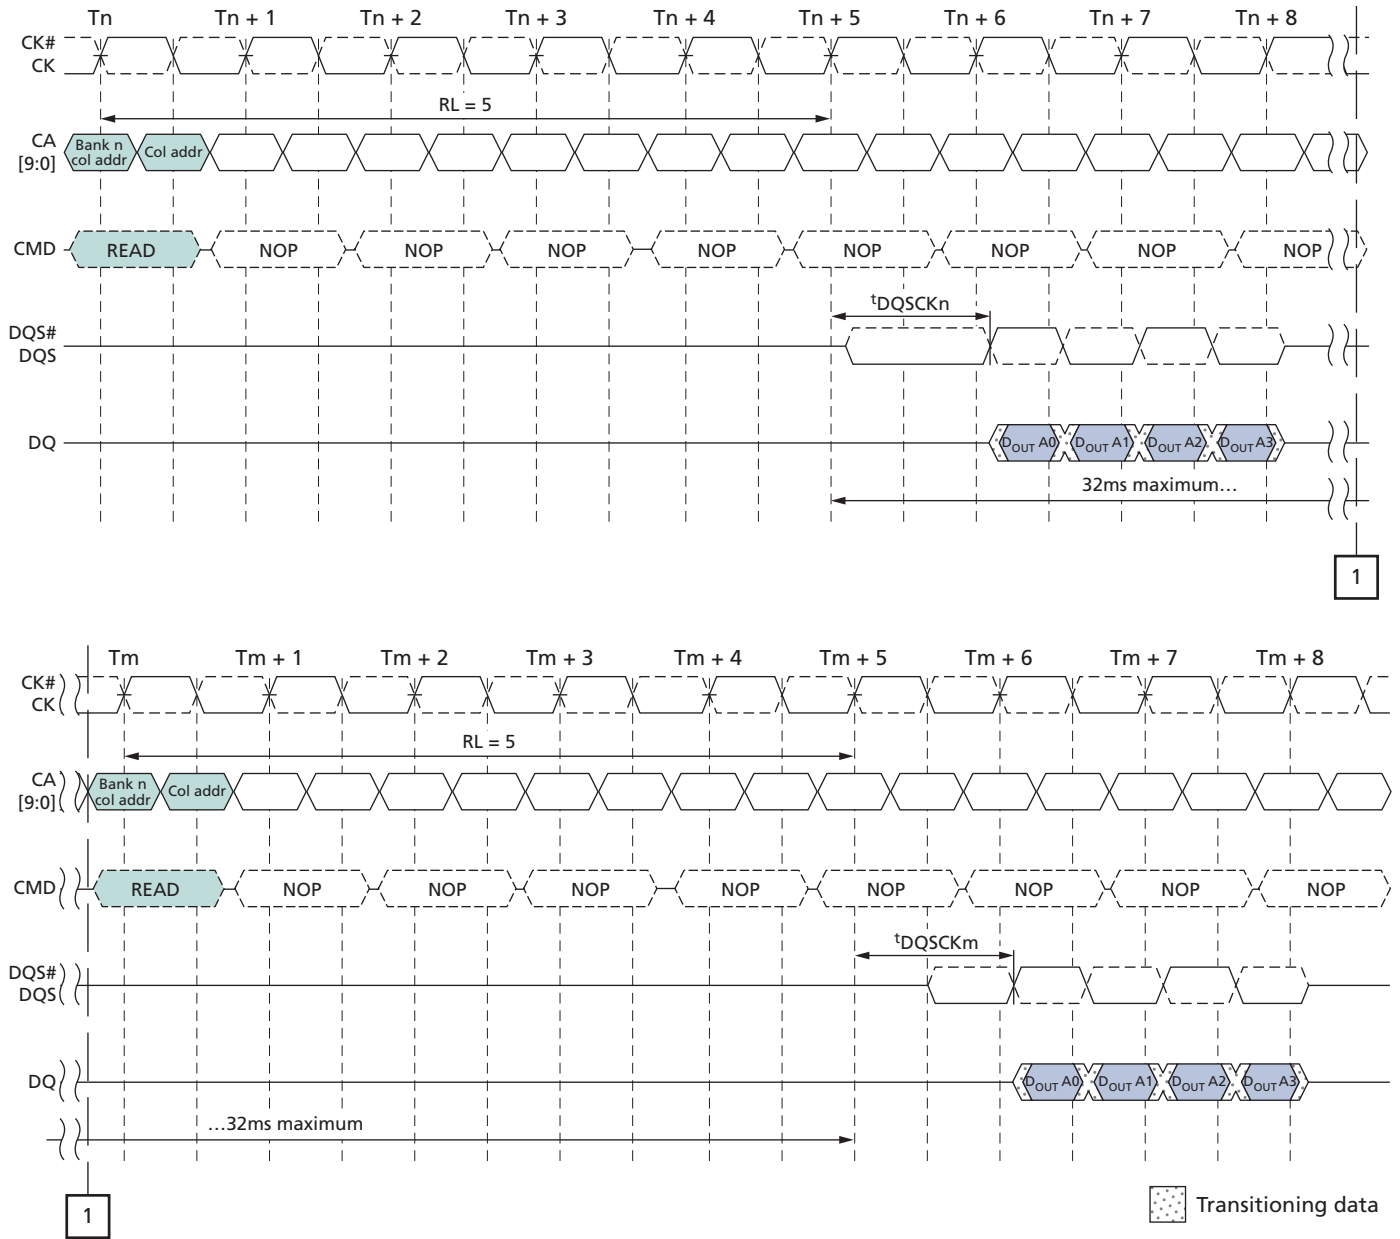 Tn Tn + 1 Tn + 2 Tn + 3 Tn + 4 Tn + 5 Tn + 6 Tn + 7 Tn + 8
CK#
CK
RL = 5
CA
[9:0]
Bank n
col addr
Col addr
CMD READ NOP NOP NOP NOP NOP NOP NOP NOP
tDQSCKn
DQS#
DQS
DQ DOUT A0 DOUT A1 DOUT A2 DOUT A3
32ms maximum…
1
Tm Tm + 1 Tm + 2 Tm + 3 Tm + 4 Tm + 5 Tm + 6 Tm + 7 Tm + 8
CK#
CK
RL = 5
CA
[9:0]
Bank n
col addr
Col addr
CMD READ NOP NOP NOP NOP NOP NOP NOP NOP
tDQSCKm
DQS#
DQS
DQ DOUT A0 DOUT A1 DOUT A2 DOUT A3
…32ms maximum
1
Transitioning data